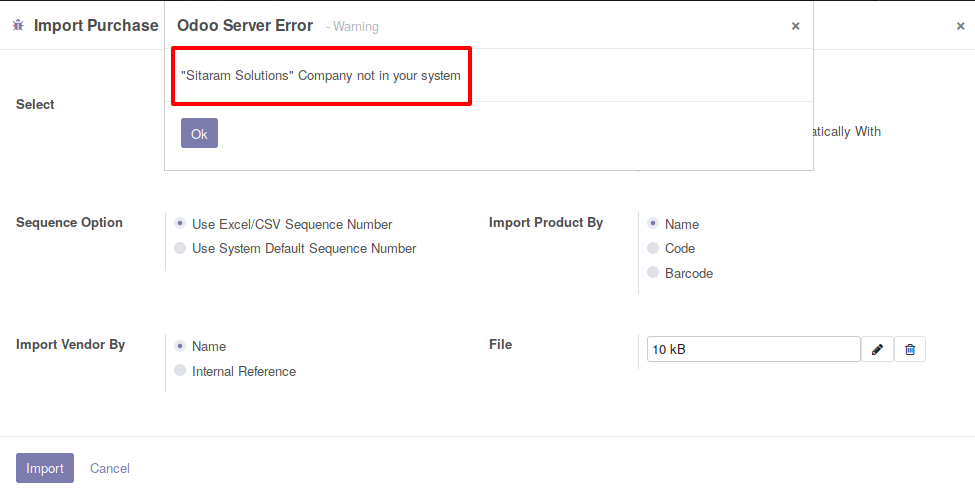 Import Purchase
Odoo Server Error - Warning
×
×
"Sitaram Solutions" Company not in your system
Select
Ok
atically With
Sequence Option
Use Excel/CSV Sequence Number
Use System Default Sequence Number
Import Product By
Name
Code
Barcode
Import Vendor By
Name
Internal Reference
File
10 kB
Import
Cancel